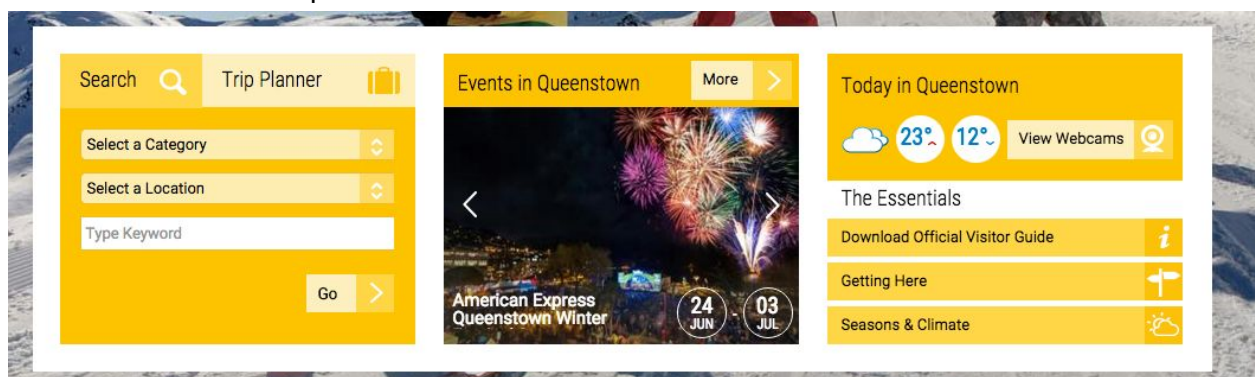 Search
Trip Planner
Select a Category
Select a Location
Type Keyword
Go
Events in Queenstown
More
American Express
Queenstown Winter
24
JUN
-
03
JUL
Today in Queenstown
23°
12°
View Webcams
The Essentials
Download Official Visitor Guide
i
Getting Here
Seasons & Climate